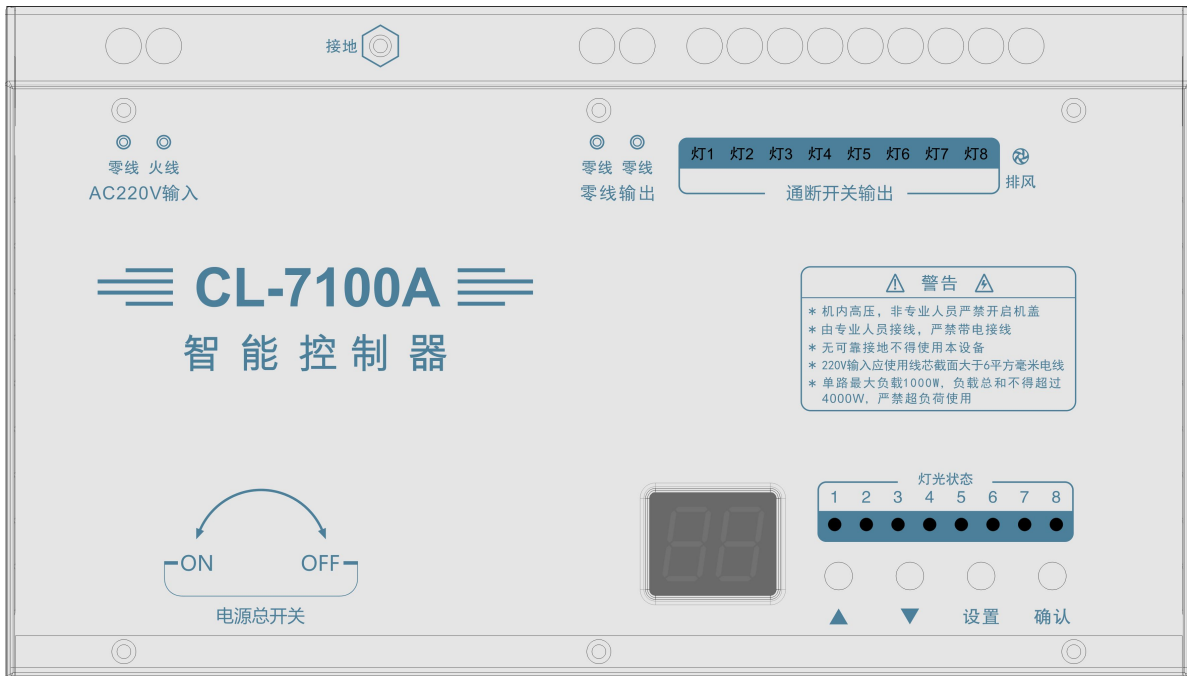 接地
零线 火线
AC220V输入
零线 零线
零线输出
灯1 灯2 灯3 灯4 灯5 灯6 灯7 灯8
通断开关输出
排风
CL-7100A
智能控制器
警告
* 机内高压，非专业人员严禁开启机盖
* 由专业人员接线，严禁带电接线
* 无可靠接地不得使用本设备
* 220V输入应使用线芯截面大于6平方毫米电线
* 单路最大负载1000W，负载总和不得超过
4000W，严禁超负荷使用
ON OFF
电源总开关
灯光状态
1 2 3 4 5 6 7 8
▲ ▼ 设置 确认